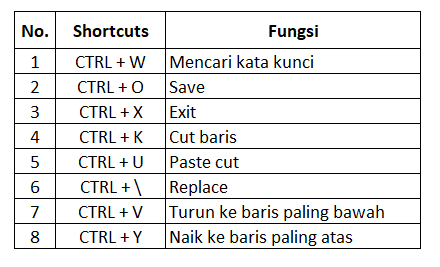 No. Shortcuts Fungsi
1 CTRL + W Mencari kata kunci
2 CTRL + O Save
3 CTRL + X Exit
4 CTRL + K Cut baris
5 CTRL + U Paste cut
6 CTRL + \ Replace
7 CTRL + V Turun ke baris paling bawah
8 CTRL + Y Naik ke baris paling atas